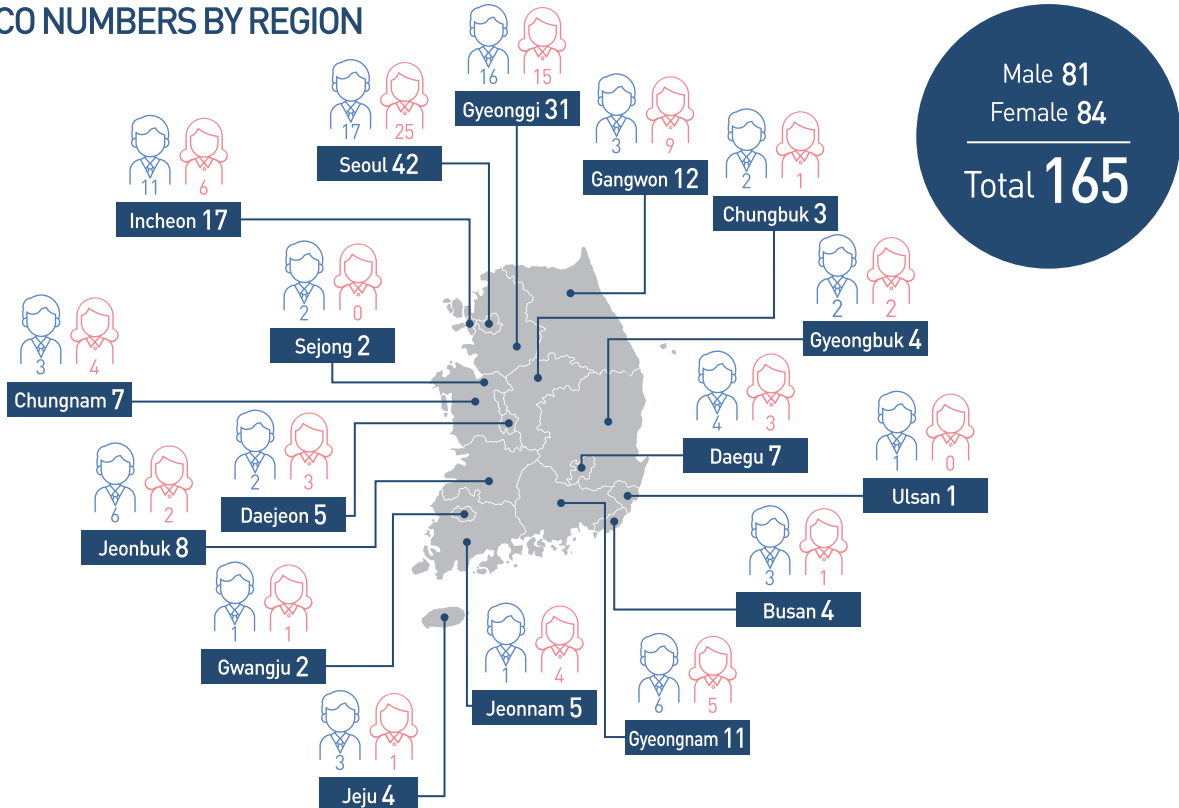 CO NUMBERS BY REGION
Male 81
Female 84
Total 165
16 15
Gyeonggi 31
17 25
Seoul 42
3 9
Gangwon 12
2 1
Chungbuk 3
11 6
Incheon 17
2 0
Sejong 2
2 2
Gyeongbuk 4
3 4
Chungnam 7
4 3
Daegu 7
1 0
Ulsan 1
2 3
Daejeon 5
6 2
Jeonbuk 8
3 1
Busan 4
1 1
Gwangju 2
1 4
Jeonnam 5
6 5
Gyeongnam 11
3 1
Jeju 4